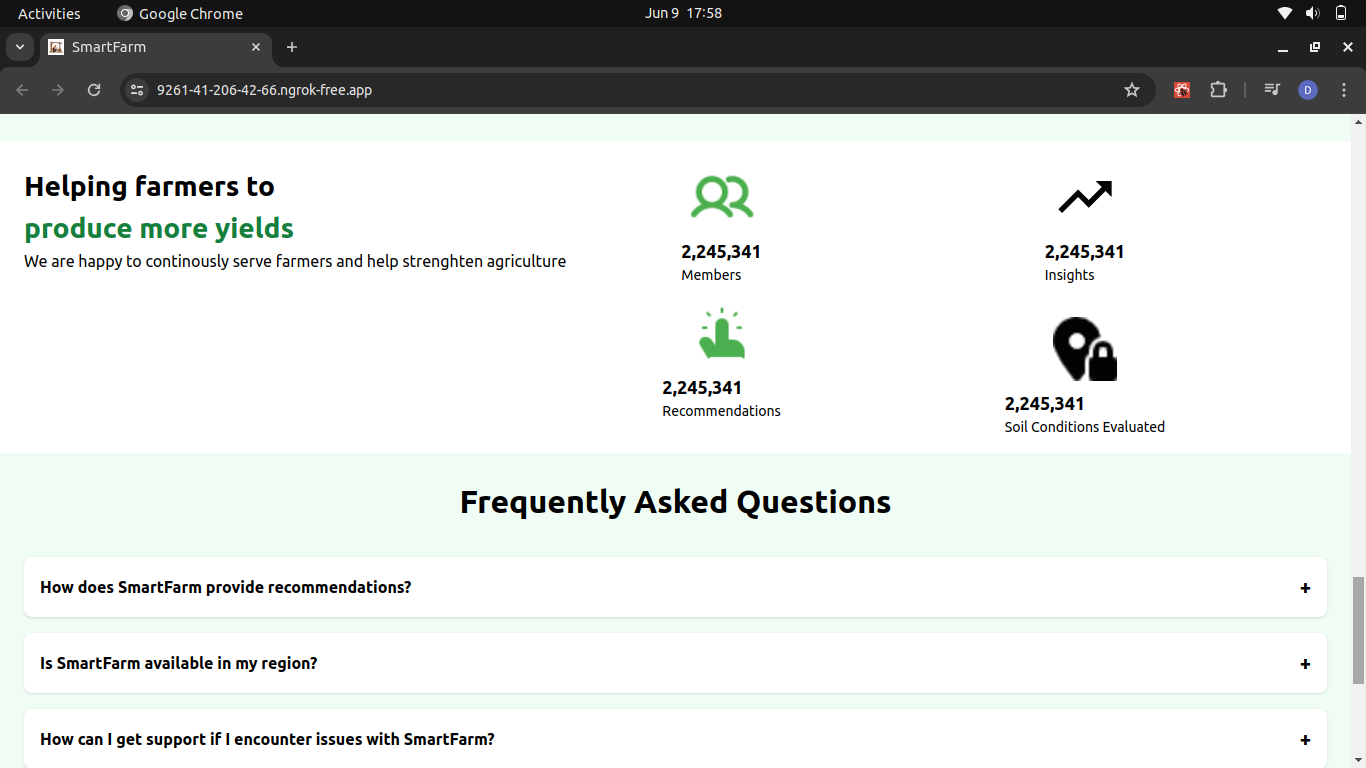 Activities
Google Chrome
Jun 9 17:58
SmartFarm
9261-41-206-42-66.ngrok-free.app
D
Helping farmers to
produce more yields
We are happy to continously serve farmers and help strenghten agriculture
2,245,341
Members
2,245,341
Insights
2,245,341
Recommendations
2,245,341
Soil Conditions Evaluated
Frequently Asked Questions
How does SmartFarm provide recommendations?
+
Is SmartFarm available in my region?
+
How can I get support if I encounter issues with SmartFarm?
+